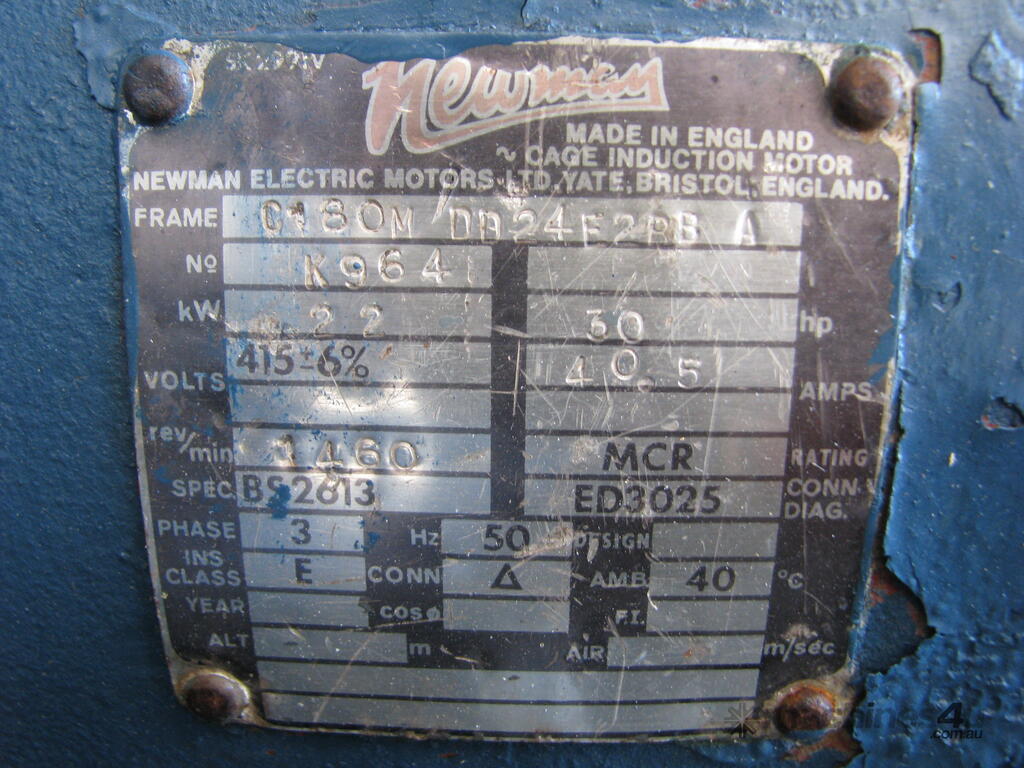 Newman
MADE IN ENGLAND
~ CAGE INDUCTION MOTOR
NEWMAN ELECTRIC MOTORS LTD. YATE, BRISTOL, ENGLAND.
FRAME C180M A
Nº K964
kW 22 30 hp
VOLTS 415±6% 40.5 AMPS
rev/min 1460 MCR RATING
SPEC BS2613 ED3025 CONN. DIAG.
PHASE 3 Hz 50 DESIGN
INS CLASS E CONN Δ AMB 40 °C
YEAR cos ø F.I.
ALT m AIR m/sec